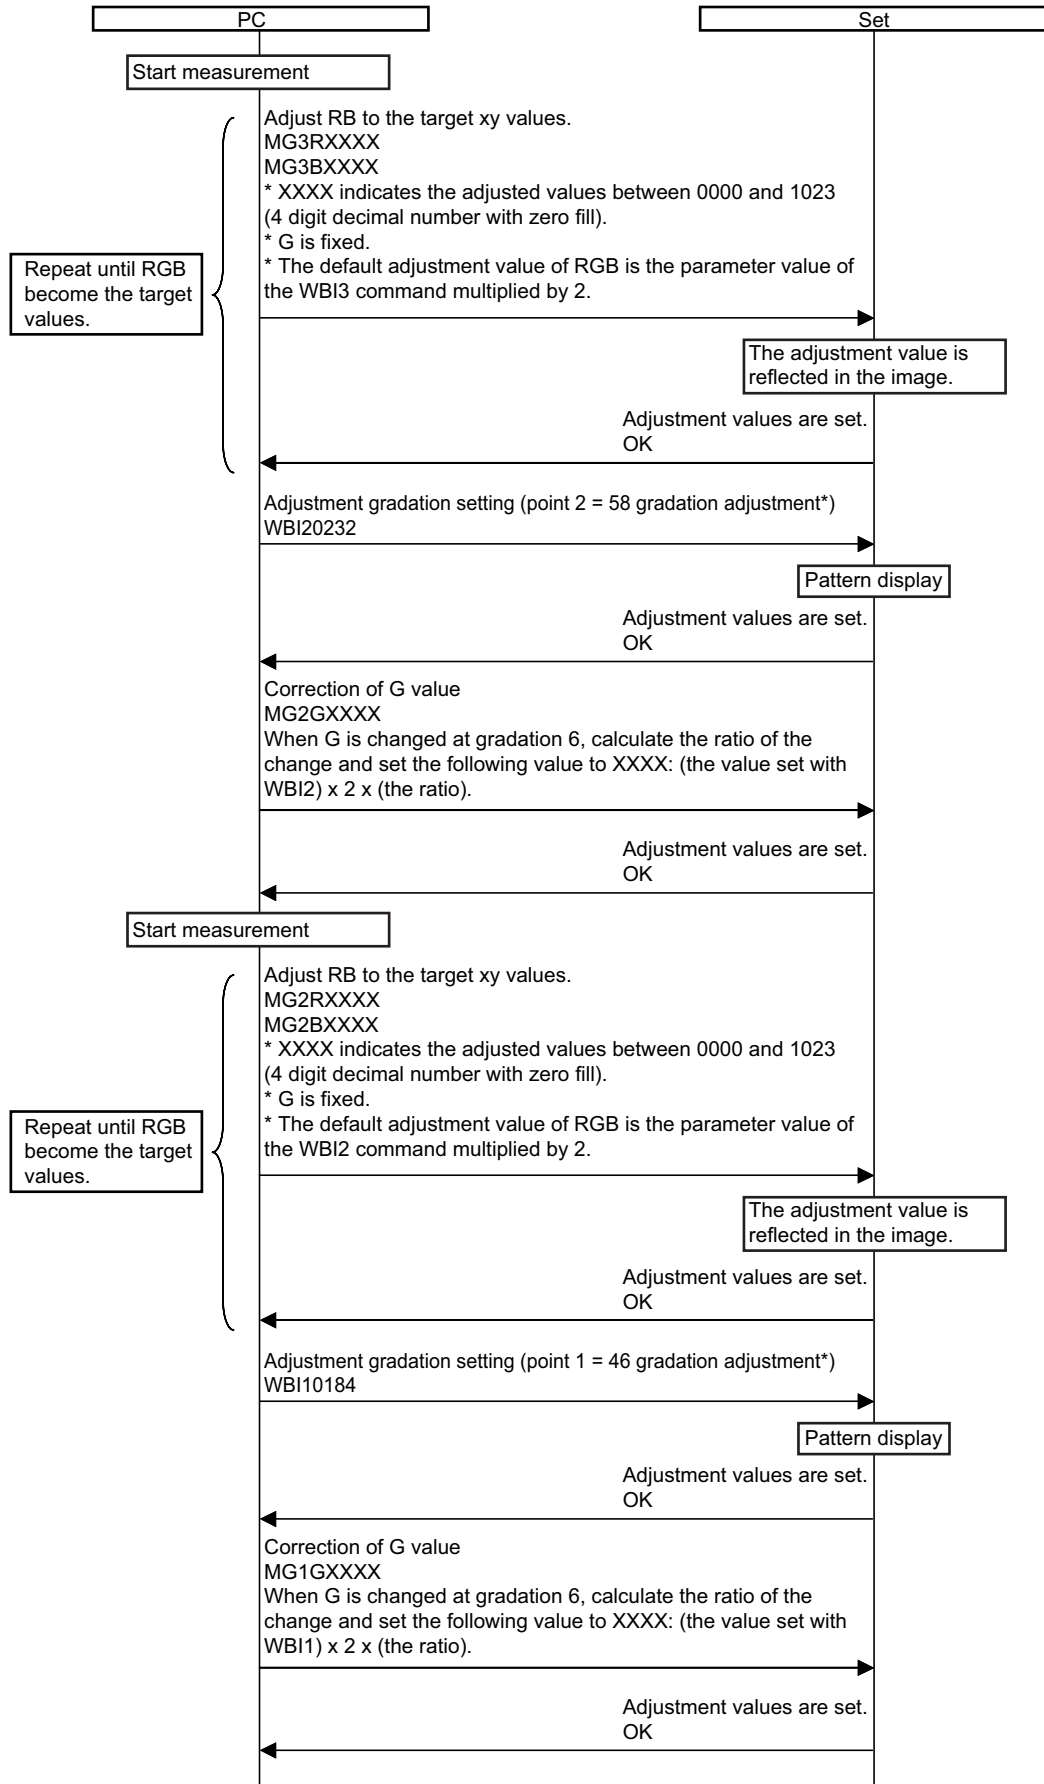 PC
Set
Start measurement
Adjust RB to the target xy values.
MG3RXXXX
MG3BXXXX
* XXXX indicates the adjusted values between 0000 and 1023
(4 digit decimal number with zero fill).
* G is fixed.
* The default adjustment value of RGB is the parameter value of
the WBI3 command multiplied by 2.
Repeat until RGB
become the target
values.
The adjustment value is
reflected in the image.
Adjustment values are set.
OK
Adjustment gradation setting (point 2 = 58 gradation adjustment*)
WBI20232
Pattern display
Adjustment values are set.
OK
Correction of G value
MG2GXXXX
When G is changed at gradation 6, calculate the ratio of the
change and set the following value to XXXX: (the value set with
WBI2) x 2 x (the ratio).
Adjustment values are set.
OK
Start measurement
Adjust RB to the target xy values.
MG2RXXXX
MG2BXXXX
* XXXX indicates the adjusted values between 0000 and 1023
(4 digit decimal number with zero fill).
* G is fixed.
* The default adjustment value of RGB is the parameter value of
the WBI2 command multiplied by 2.
Repeat until RGB
become the target
values.
The adjustment value is
reflected in the image.
Adjustment values are set.
OK
Adjustment gradation setting (point 1 = 46 gradation adjustment*)
WBI10184
Pattern display
Adjustment values are set.
OK
Correction of G value
MG1GXXXX
When G is changed at gradation 6, calculate the ratio of the
change and set the following value to XXXX: (the value set with
WBI1) x 2 x (the ratio).
Adjustment values are set.
OK